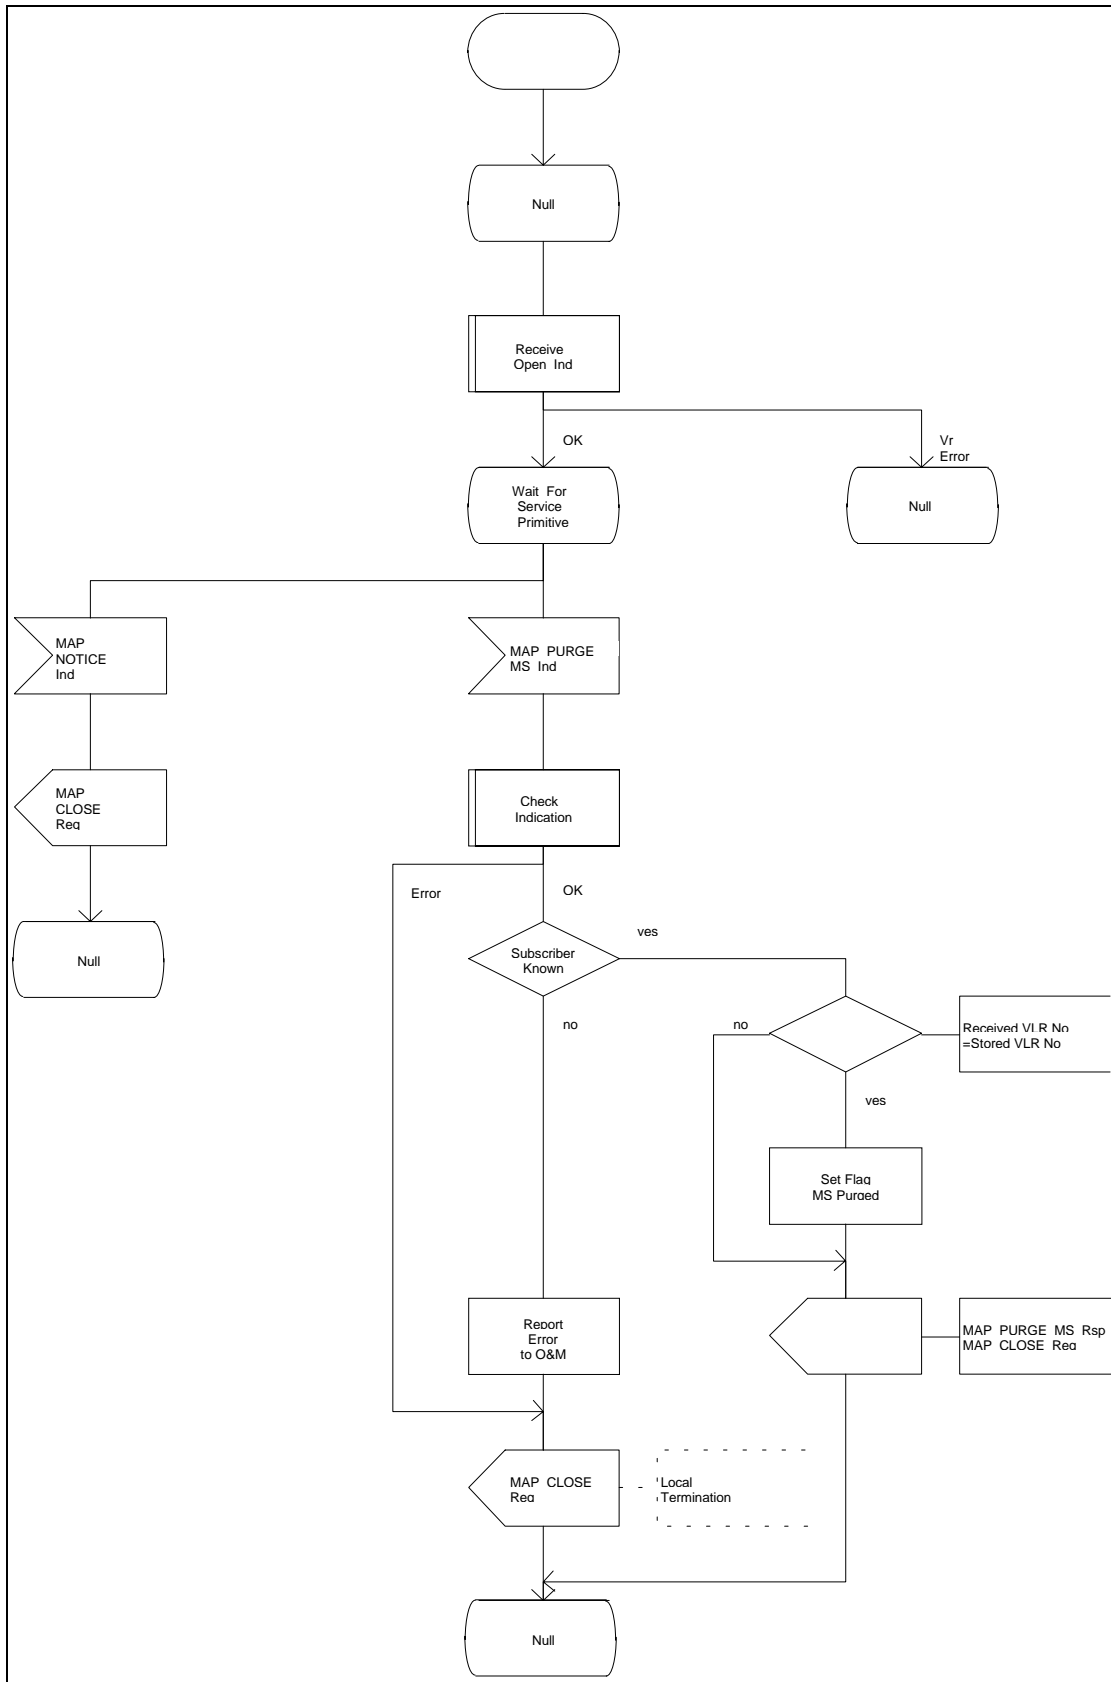 Null
Receive
Open Ind
OK
Vr
Error
Wait For
Service
Primitive
Null
MAP
NOTICE
Ind
MAP PURGE
MS Ind
MAP
CLOSE
Req
Check
Indication
Error
OK
Null
Subscriber
Known
yes
no
no
Received VLR No
=Stored VLR No
yes
Set Flag
MS Purged
Report
Error
to O&M
MAP PURGE MS Rsp
MAP CLOSE Req
MAP CLOSE
Req
Local
Termination
Null